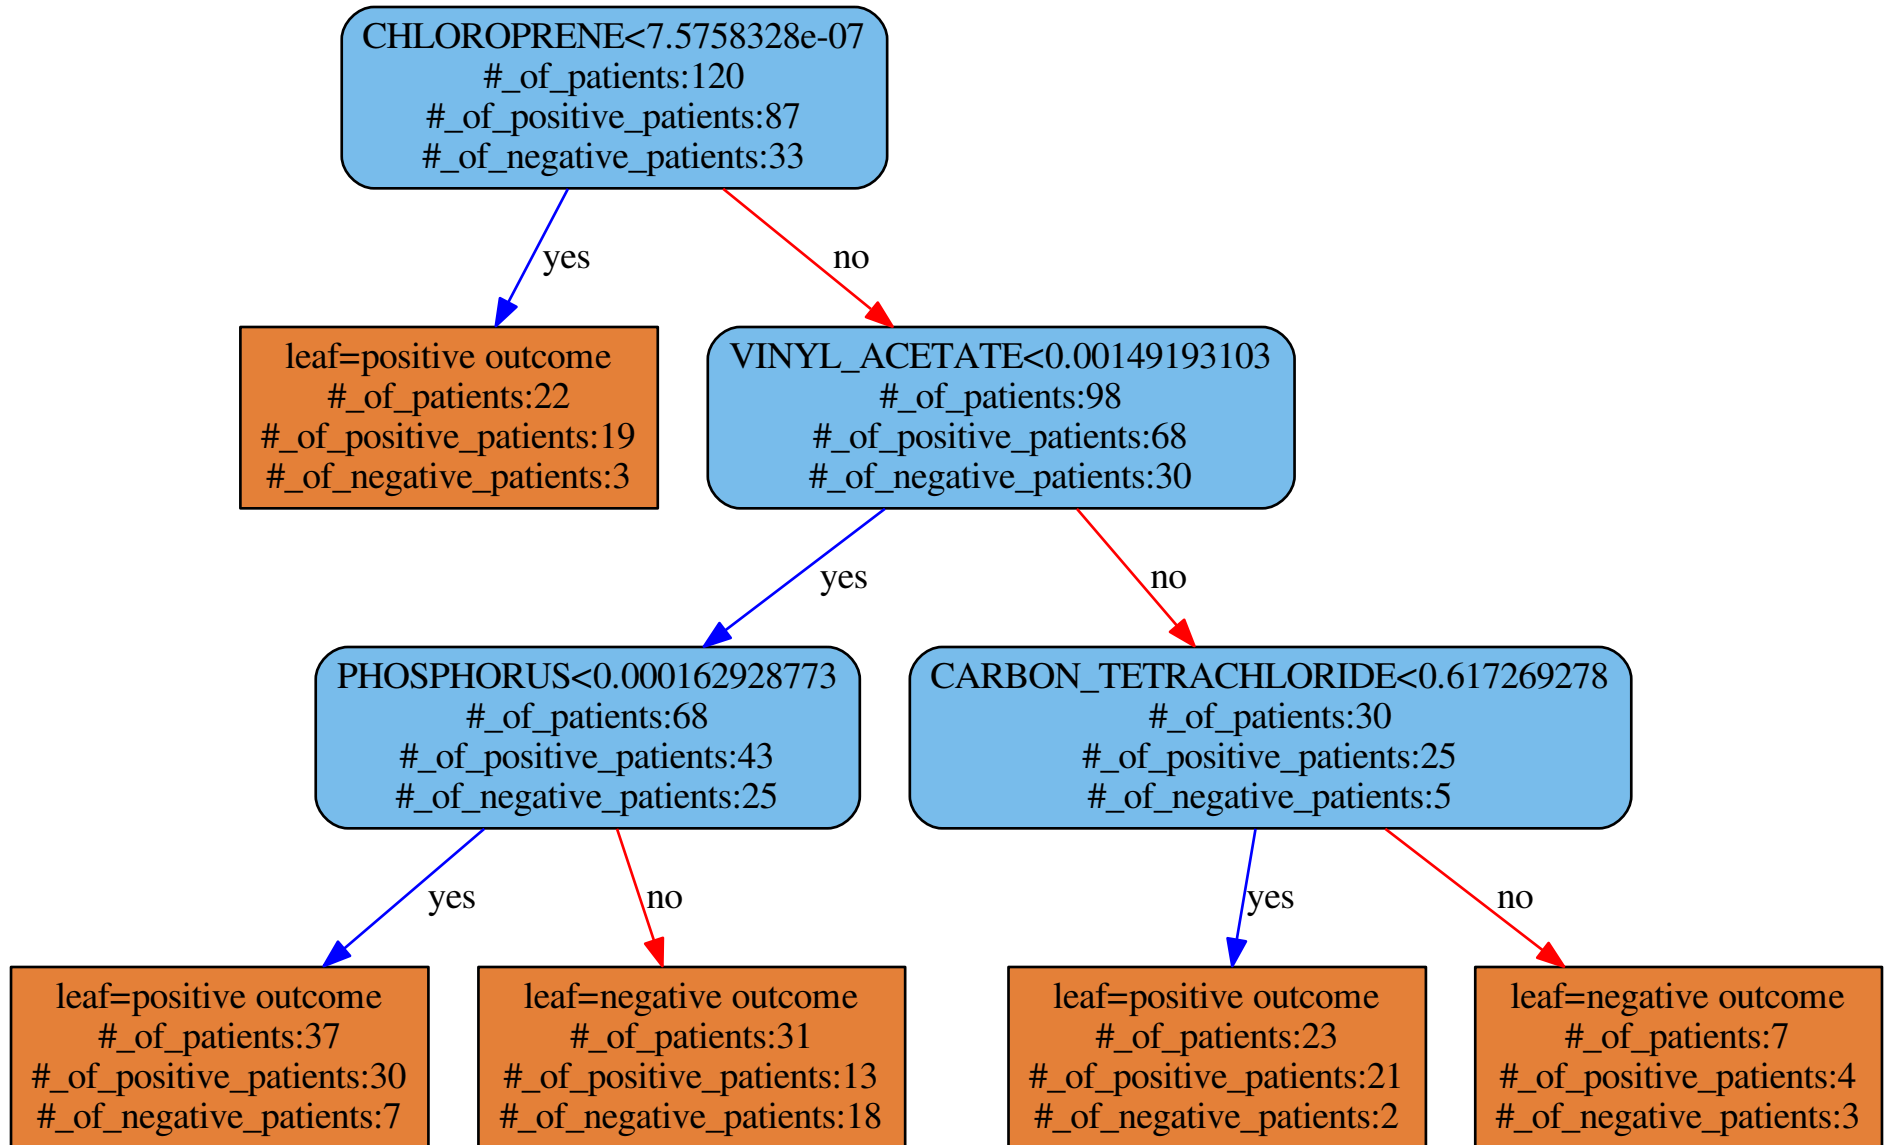 CHLOROPRENE<7.5758328e-07
#_of_patients:120
#_of_positive_patients:87
#_of_negative_patients:33
yes
no
leaf=positive outcome
#_of_patients:22
#_of_positive_patients:19
#_of_negative_patients:3
VINYL_ACETATE<0.00149193103
#_of_patients:98
#_of_positive_patients:68
#_of_negative_patients:30
yes
no
PHOSPHORUS<0.000162928773
#_of_patients:68
#_of_positive_patients:43
#_of_negative_patients:25
CARBON_TETRACHLORIDE<0.617269278
#_of_patients:30
#_of_positive_patients:25
#_of_negative_patients:5
yes
no
yes
no
leaf=positive outcome
#_of_patients:37
#_of_positive_patients:30
#_of_negative_patients:7
leaf=negative outcome
#_of_patients:31
#_of_positive_patients:13
#_of_negative_patients:18
leaf=positive outcome
#_of_patients:23
#_of_positive_patients:21
#_of_negative_patients:2
leaf=negative outcome
#_of_patients:7
#_of_positive_patients:4
#_of_negative_patients:3